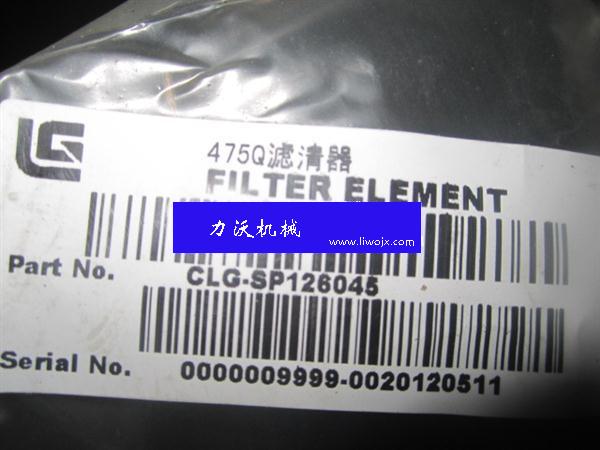 LG
475Q滤清器
FILTER ELEMENT
力沃机械
www.liwojx.com
Part No.
CLG-SP126045
Serial No.
0000009999-0020120511